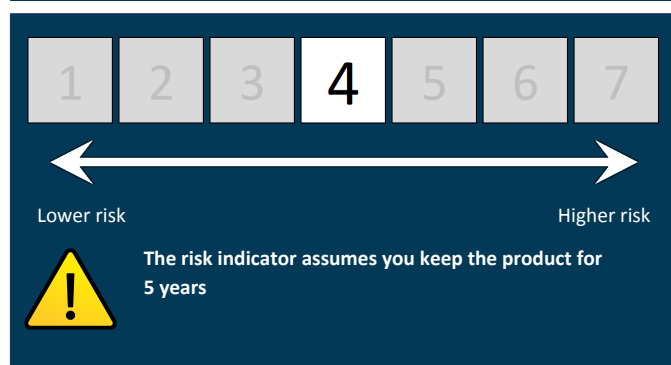 1 2 3 4 5 6 7
Lower risk Higher risk
The risk indicator assumes you keep the product for
5 years